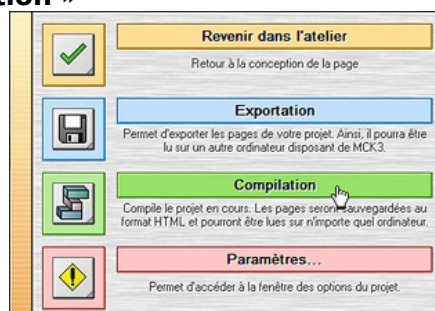 tion »
Revenir dans l'atelier
Retour à la conception de la page
Exportation
Permet d'exporter les pages de votre projet. Ainsi, il pourra être
lu sur un autre ordinateur disposant de MCK3.
Compilation
Compile le projet en cours. Les pages seront sauvegardées au
format HTML et pourront être lues sur n'importe quel ordinateur.
Paramètres...
Permet d'accéder à la fenêtre des options du projet.